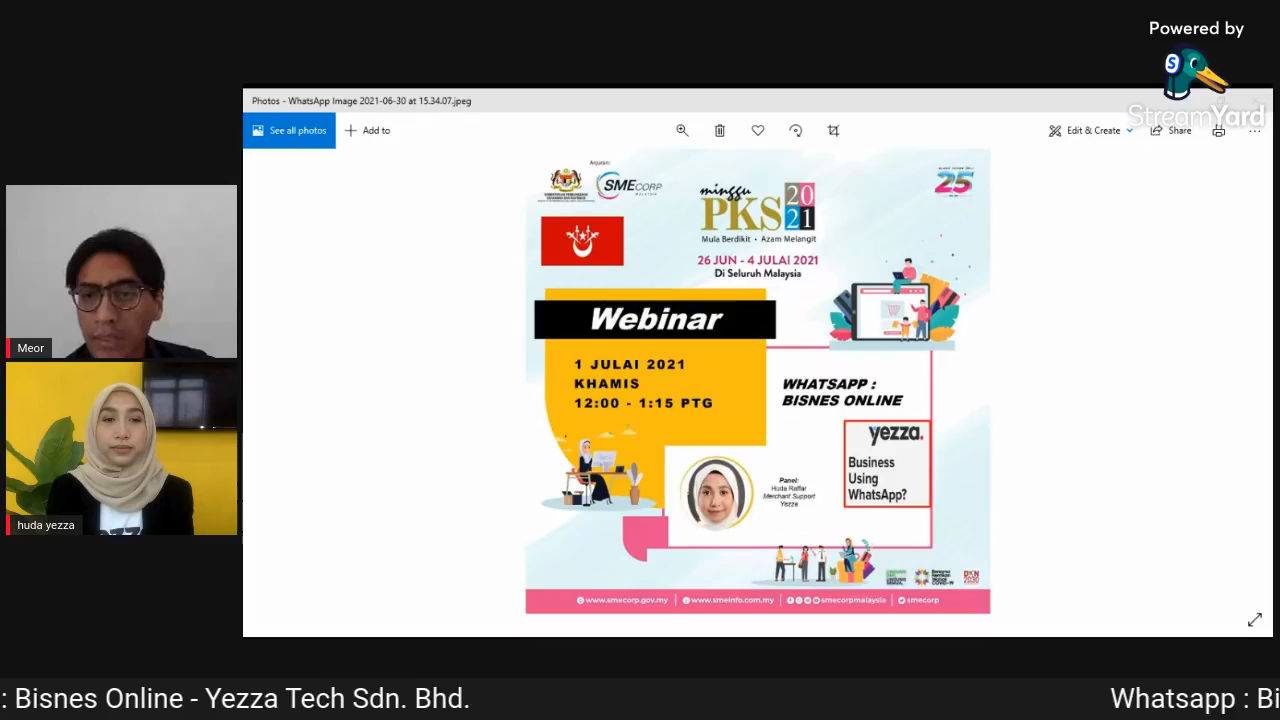 Powered by
StreamYard
Photos - WhatsApp Image 2021-06-30 at 15.34.07.jpeg
See all photos
Add to
Edit & Create
Share
Anjuran:
SMECORP
MALAYSIA
minggu
PKS 2021
Mula Berdikit • Azam Melangit
26 JUN - 4 JULAI 2021
Di Seluruh Malaysia
25
Webinar
1 JULAI 2021
KHAMIS
12:00 - 1:15 PTG
WHATSAPP :
BISNES ONLINE
yezza.
Business
Using
WhatsApp?
Panel:
Huda Raffar
Merchant Support
Yezza
www.smecorp.gov.my
www.smeinfo.com.my
smecorpmalaysia
smecorp
Meor
huda yezza
: Bisnes Online - Yezza Tech Sdn. Bhd.
Whatsapp : Bi